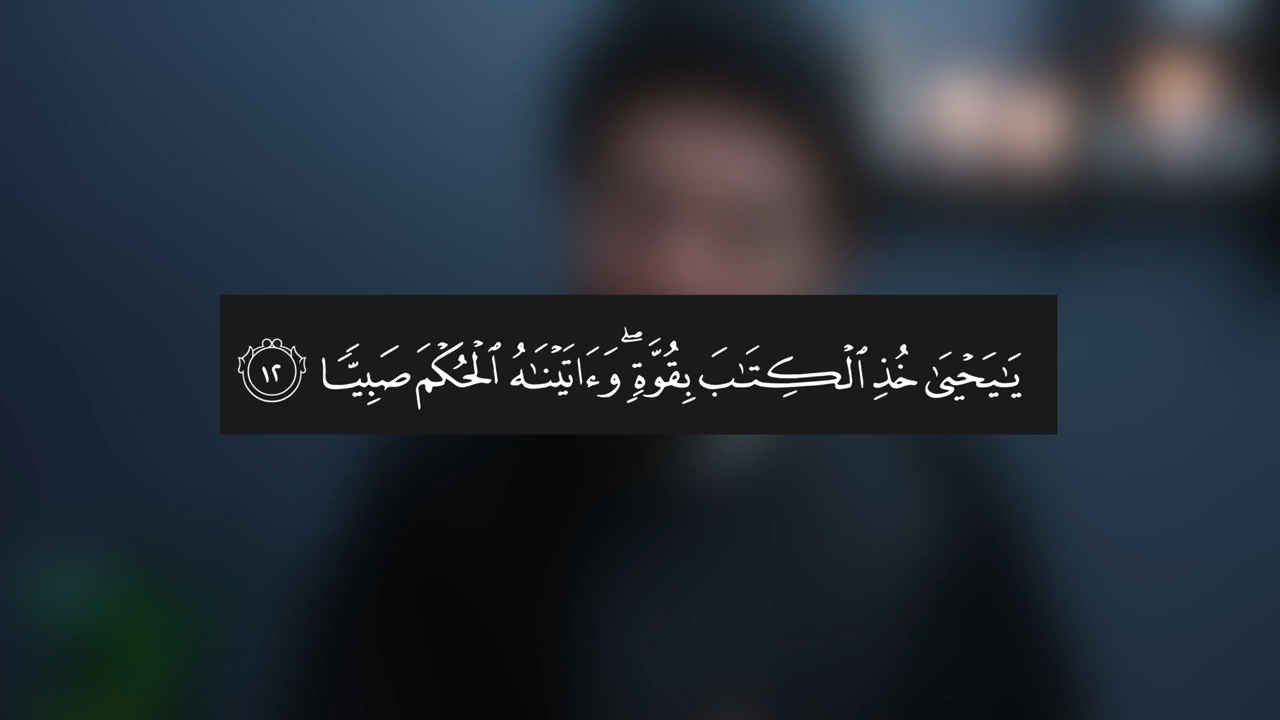 يَـٰيَحْيَىٰ خُذِ ٱلْكِتَـٰبَ بِقُوَّةٍۖ وَءَاتَيْنَـٰهُ ٱلْحُكْمَ صَبِيًّا ١٢